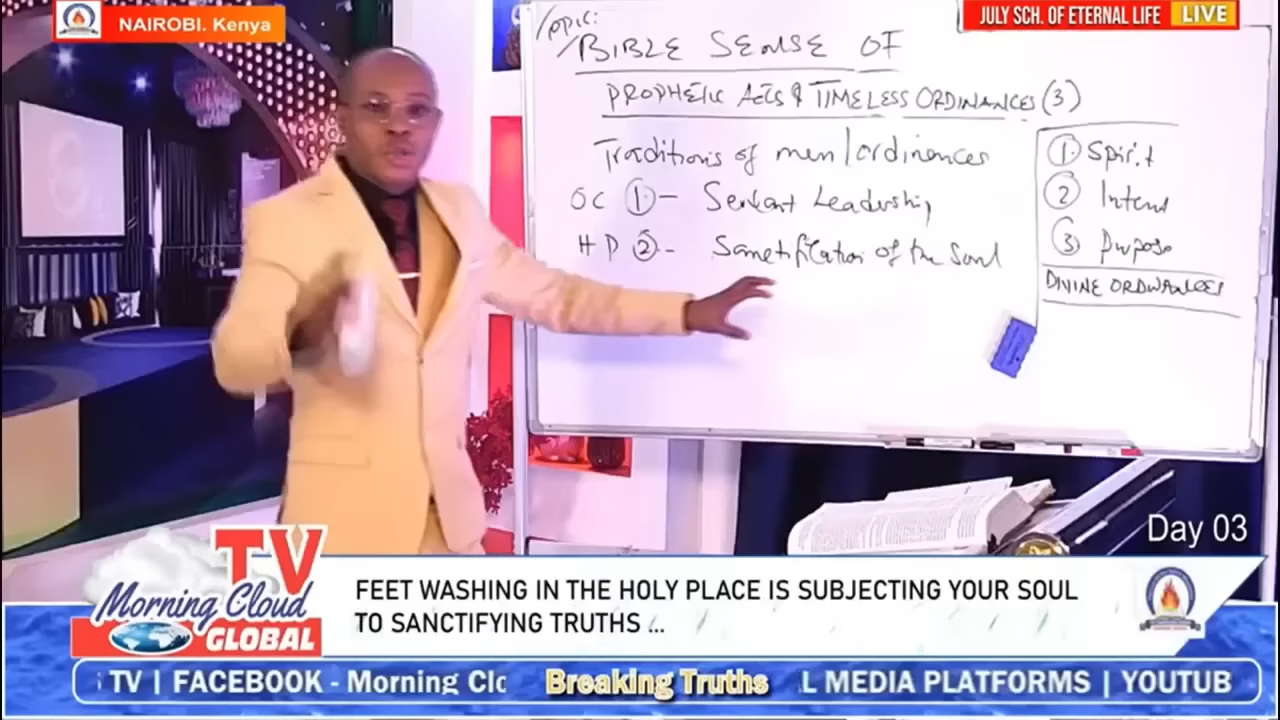 NAIROBI. Kenya
JULY SCH. OF ETERNAL LIFE LIVE
Topic:
BIBLE SENSE OF
PROPHETIC ACTS & TIMELESS ORDINANCES (3)
Traditions of men/ordinences
OC 1 - Servant Leadership
HP 2 - Sanctification of the Soul
1. Spirit
2 Intent
3 Purpose
DIVINE ORDINANCES
Day 03
TV
Morning Cloud
GLOBAL
FEET WASHING IN THE HOLY PLACE IS SUBJECTING YOUR SOUL
TO SANCTIFYING TRUTHS ...
TV | FACEBOOK - Morning Clo Breaking Truths L MEDIA PLATFORMS | YOUTUB